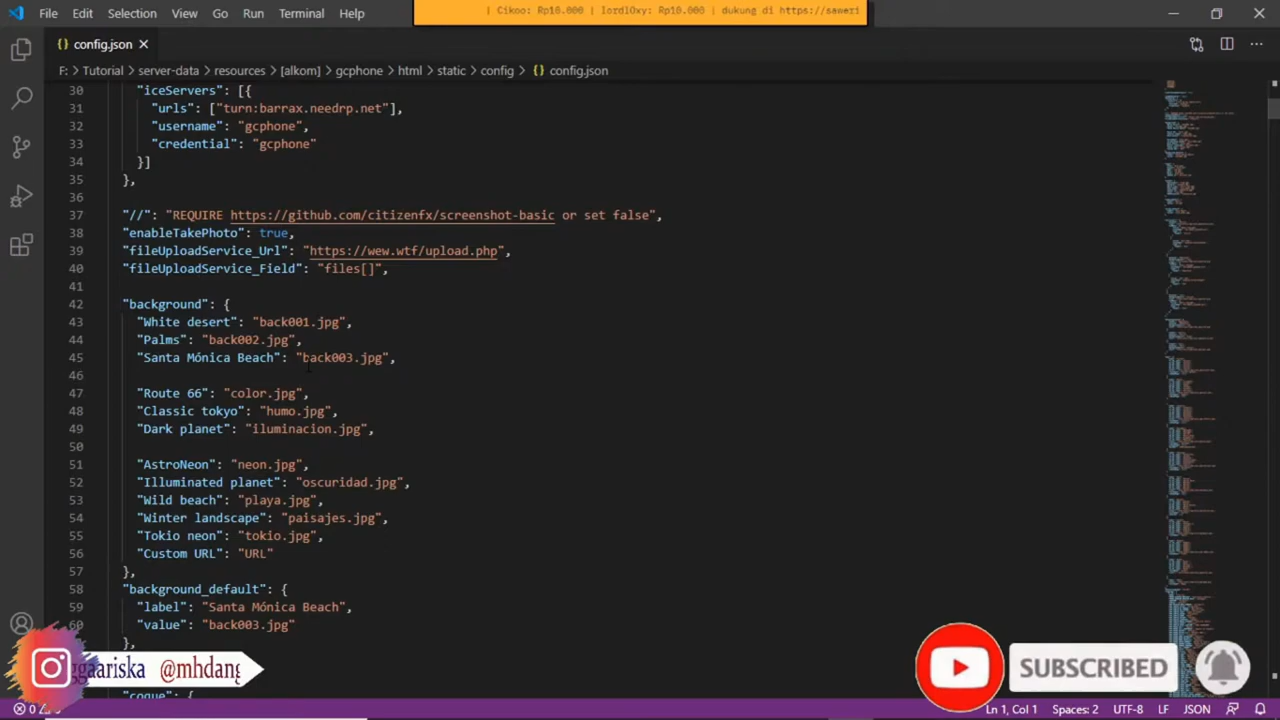 File Edit Selection View Go Run Terminal Help
| Cikoo: Rp10.000 | lordlOxy: Rp10.000 | dukung di https://saweri
config.json
F: > Tutorial > server-data > resources > [alkom] > gcphone > html > static > config > {} config.json
30 "iceServers": [{
31 "urls": ["turn:barrax.needrp.net"],
32 "username": "gcphone",
33 "credential": "gcphone"
34 }]
35 },
36
37 "//": "REQUIRE https://github.com/citizenfx/screenshot-basic or set false",
38 "enableTakePhoto": true,
39 "fileUploadService_Url": "https://wew.wtf/upload.php",
40 "fileUploadService_Field": "files[]",
41
42 "background": {
43 "White desert": "back001.jpg",
44 "Palms": "back002.jpg",
45 "Santa Mónica Beach": "back003.jpg",
46
47 "Route 66": "color.jpg",
48 "Classic tokyo": "humo.jpg",
49 "Dark planet": "iluminacion.jpg",
50
51 "AstroNeon": "neon.jpg",
52 "Illuminated planet": "oscuridad.jpg",
53 "Wild beach": "playa.jpg",
54 "Winter landscape": "paisajes.jpg",
55 "Tokio neon": "tokio.jpg",
56 "Custom URL": "URL"
57 },
58 "background_default": {
59 "label": "Santa Mónica Beach",
60 "value": "back003.jpg"
},
"coque": {
ggaariska @mhdang
SUBSCRIBED
Ln 1, Col 1 Spaces: 2 UTF-8 LF JSON